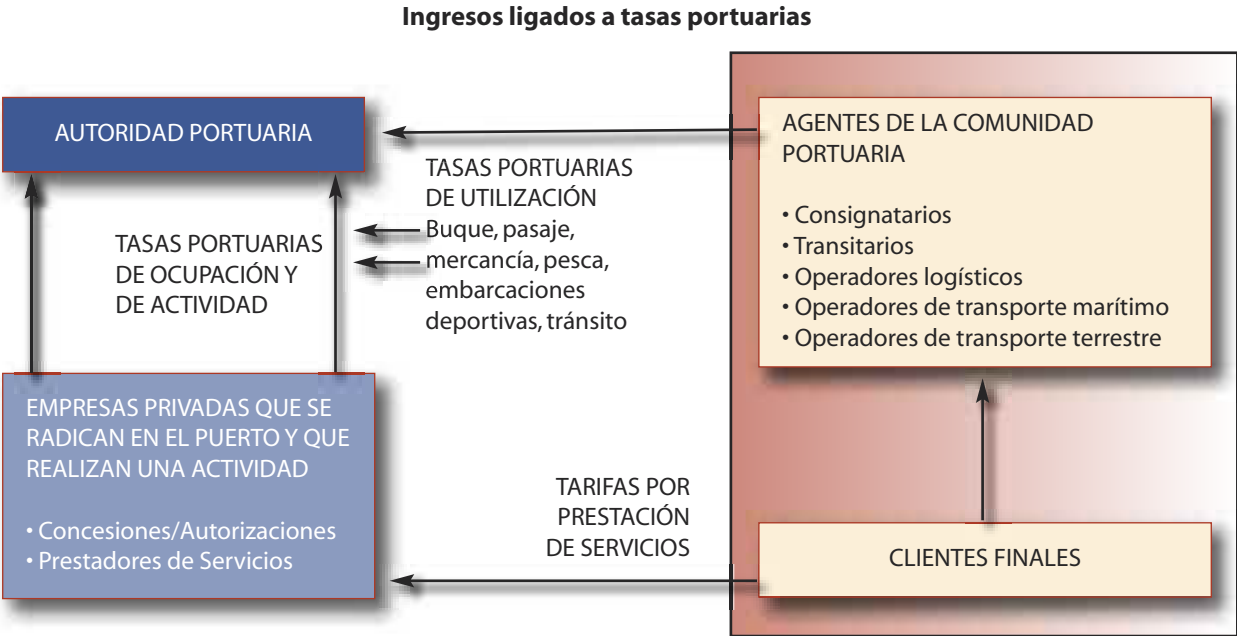 Ingresos ligados a tasas portuarias
AUTORIDAD PORTUARIA
TASAS PORTUARIAS
DE OCUPACIÓN Y
DE ACTIVIDAD
TASAS PORTUARIAS
DE UTILIZACIÓN
Buque, pasaje,
mercancía, pesca,
embarcaciones
deportivas, tránsito
AGENTES DE LA COMUNIDAD
PORTUARIA
• Consignatarios
• Transitarios
• Operadores logísticos
• Operadores de transporte marítimo
• Operadores de transporte terrestre
EMPRESAS PRIVADAS QUE SE
RADICAN EN EL PUERTO Y QUE
REALIZAN UNA ACTIVIDAD
• Concesiones/Autorizaciones
• Prestadores de Servicios
TARIFAS POR
PRESTACIÓN
DE SERVICIOS
CLIENTES FINALES